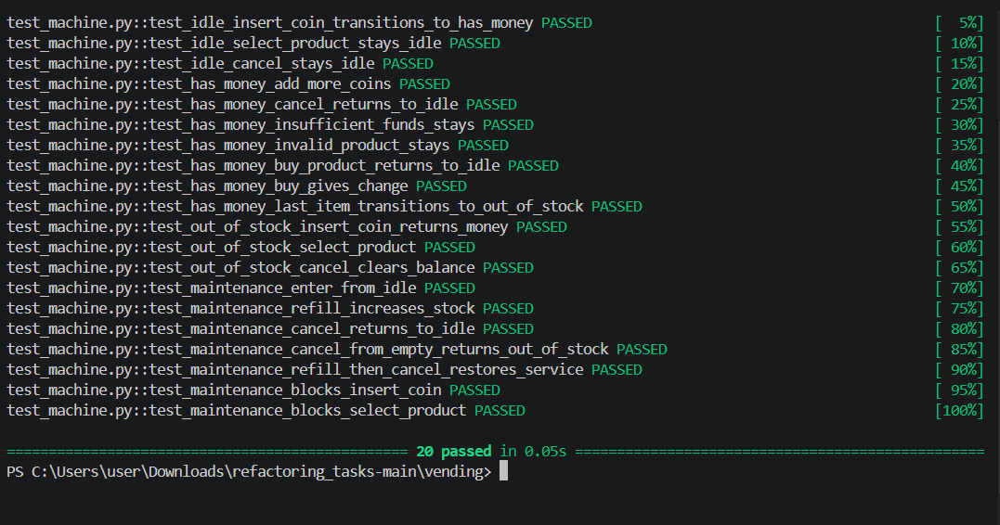 test_machine.py::test_idle_insert_coin_transitions_to_has_money PASSED [  5%]
test_machine.py::test_idle_select_product_stays_idle PASSED [ 10%]
test_machine.py::test_idle_cancel_stays_idle PASSED [ 15%]
test_machine.py::test_has_money_add_more_coins PASSED [ 20%]
test_machine.py::test_has_money_cancel_returns_to_idle PASSED [ 25%]
test_machine.py::test_has_money_insufficient_funds_stays PASSED [ 30%]
test_machine.py::test_has_money_invalid_product_stays PASSED [ 35%]
test_machine.py::test_has_money_buy_product_returns_to_idle PASSED [ 40%]
test_machine.py::test_has_money_buy_gives_change PASSED [ 45%]
test_machine.py::test_has_money_last_item_transitions_to_out_of_stock PASSED [ 50%]
test_machine.py::test_out_of_stock_insert_coin_returns_money PASSED [ 55%]
test_machine.py::test_out_of_stock_select_product PASSED [ 60%]
test_machine.py::test_out_of_stock_cancel_clears_balance PASSED [ 65%]
test_machine.py::test_maintenance_enter_from_idle PASSED [ 70%]
test_machine.py::test_maintenance_refill_increases_stock PASSED [ 75%]
test_machine.py::test_maintenance_cancel_returns_to_idle PASSED [ 80%]
test_machine.py::test_maintenance_cancel_from_empty_returns_out_of_stock PASSED [ 85%]
test_machine.py::test_maintenance_refill_then_cancel_restores_service PASSED [ 90%]
test_machine.py::test_maintenance_blocks_insert_coin PASSED [ 95%]
test_machine.py::test_maintenance_blocks_select_product PASSED [100%]
================================================ 20 passed in 0.05s =================================================
PS C:\Users\user\Downloads\refactoring_tasks-main\vending>